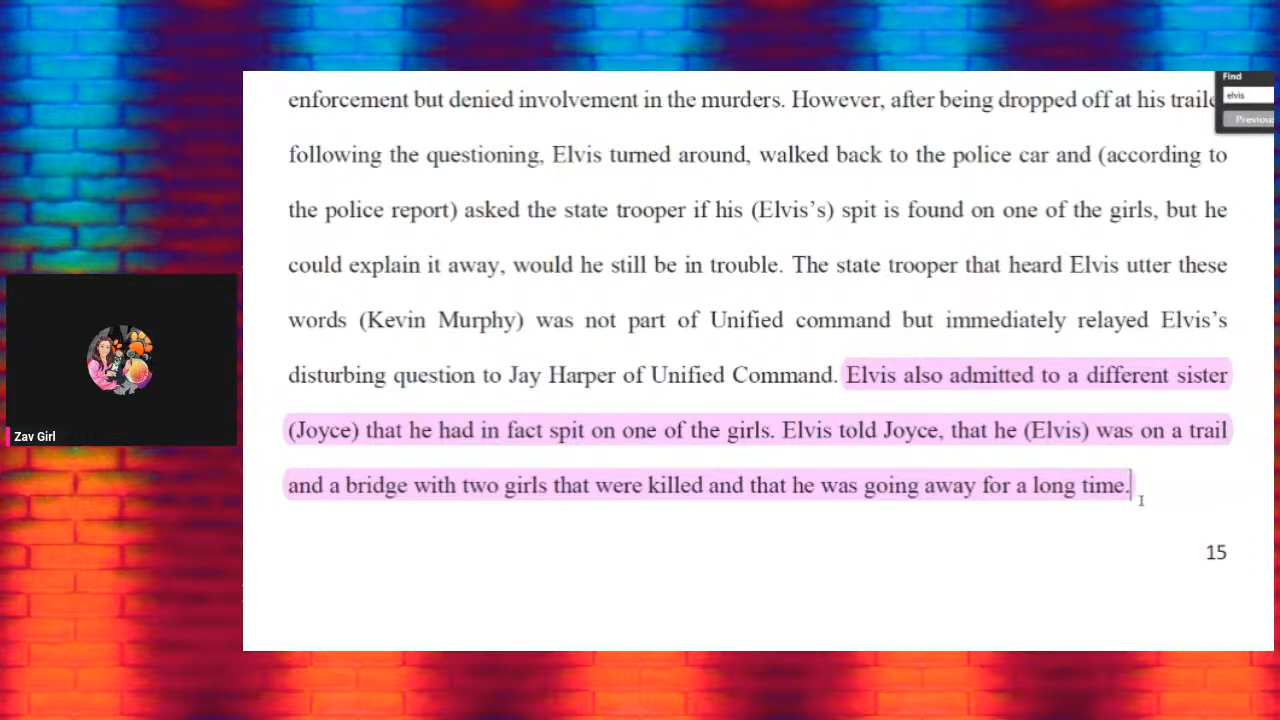 Find
elvis
Previous
enforcement but denied involvement in the murders. However, after being dropped off at his traile
following the questioning, Elvis turned around, walked back to the police car and (according to
the police report) asked the state trooper if his (Elvis's) spit is found on one of the girls, but he
could explain it away, would he still be in trouble. The state trooper that heard Elvis utter these
words (Kevin Murphy) was not part of Unified command but immediately relayed Elvis's
disturbing question to Jay Harper of Unified Command. Elvis also admitted to a different sister
(Joyce) that he had in fact spit on one of the girls. Elvis told Joyce, that he (Elvis) was on a trail
and a bridge with two girls that were killed and that he was going away for a long time.
15
Zav Girl